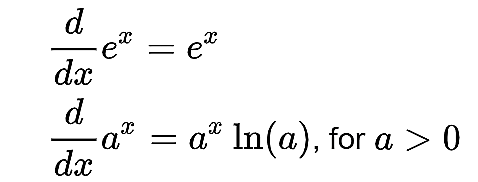 d/dx e^x = e^x
d/dx a^x = a^x ln(a), for a > 0